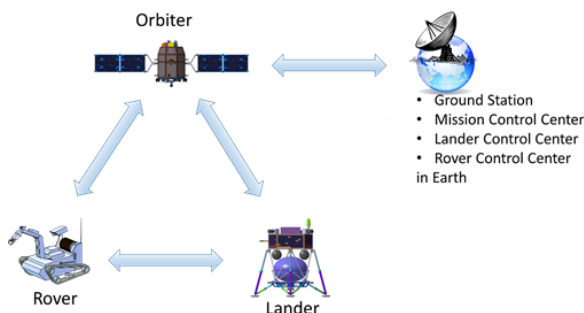 Orbiter
• Ground Station
• Mission Control Center
• Lander Control Center
• Rover Control Center
in Earth
Rover
Lander